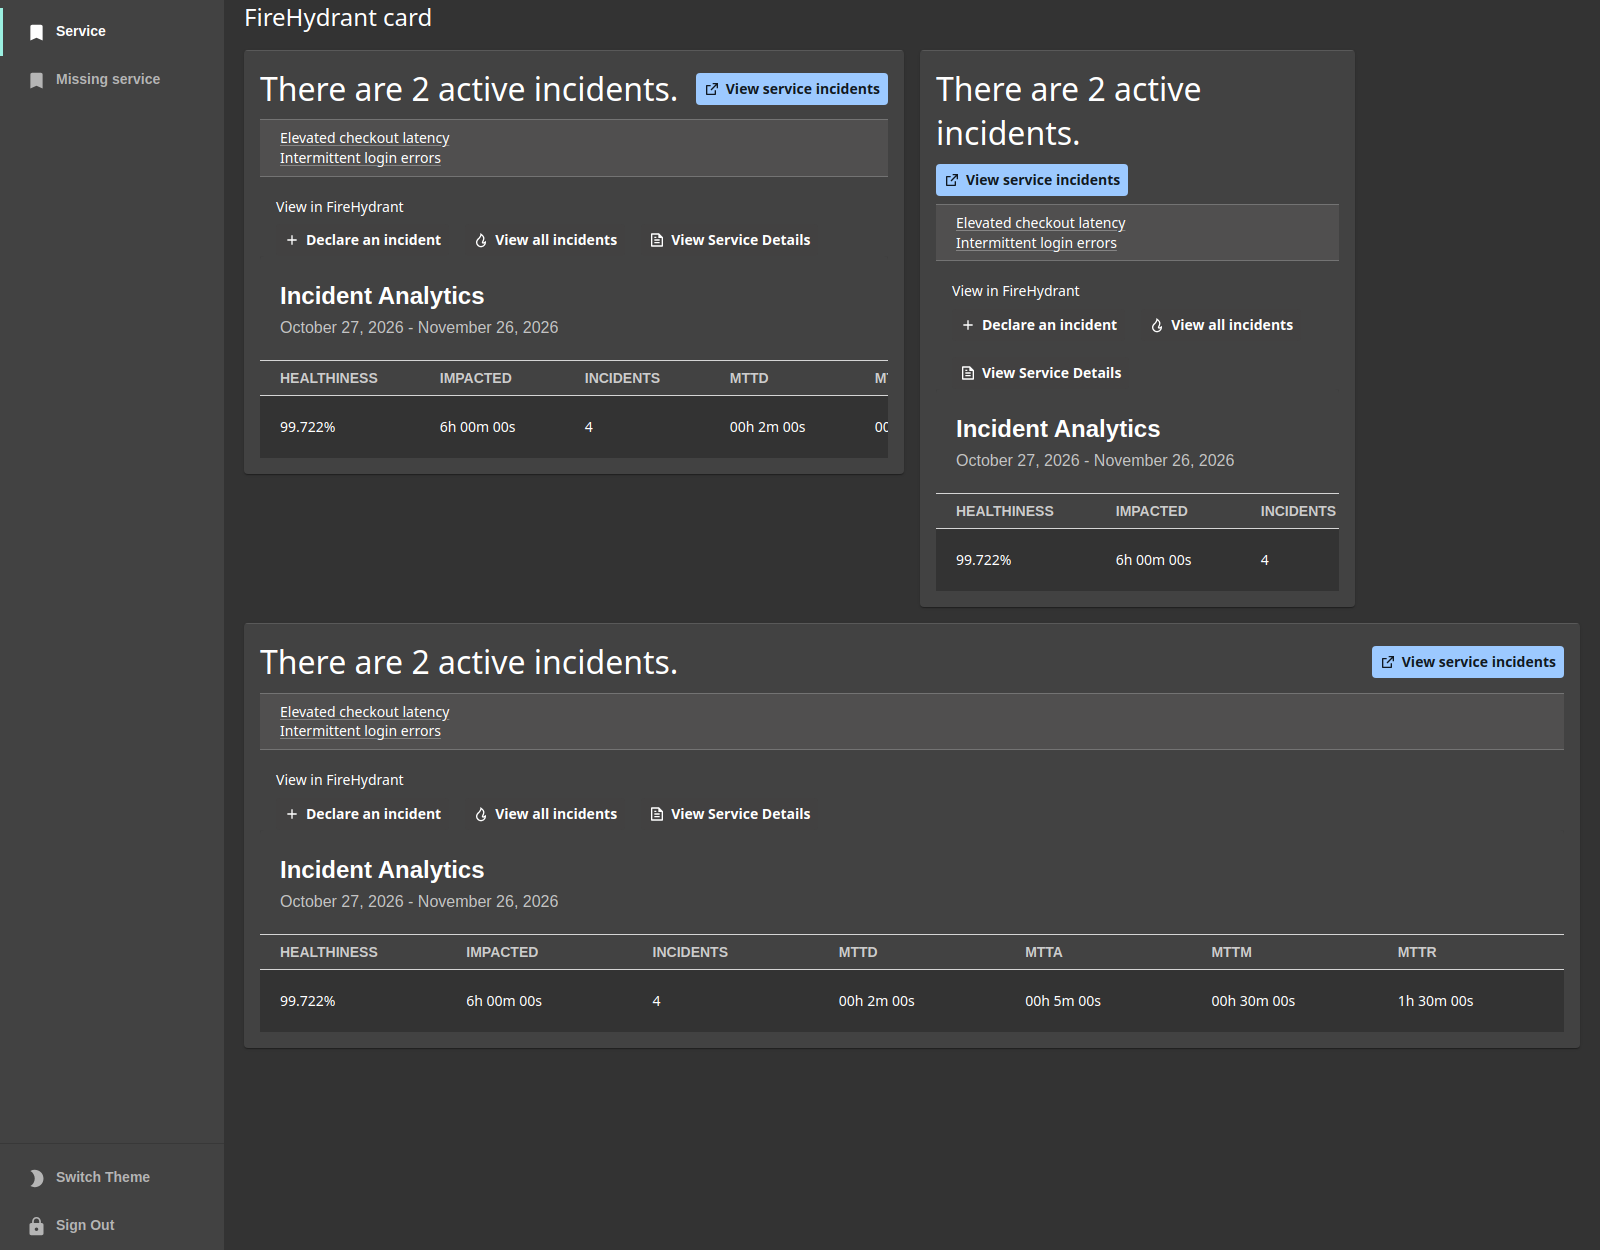 Service
Missing service
Switch Theme
Sign Out
FireHydrant card
There are 2 active incidents.
View service incidents
Elevated checkout latency
Intermittent login errors
View in FireHydrant
Declare an incident
View all incidents
View Service Details
Incident Analytics
October 27, 2026 - November 26, 2026
HEALTHINESS IMPACTED INCIDENTS MTTD
99.722% 6h 00m 00s 4 00h 2m 00s
There are 2 active
incidents.
View service incidents
Elevated checkout latency
Intermittent login errors
View in FireHydrant
Declare an incident
View all incidents
View Service Details
Incident Analytics
October 27, 2026 - November 26, 2026
HEALTHINESS IMPACTED INCIDENTS
99.722% 6h 00m 00s 4
There are 2 active incidents.
View service incidents
Elevated checkout latency
Intermittent login errors
View in FireHydrant
Declare an incident
View all incidents
View Service Details
Incident Analytics
October 27, 2026 - November 26, 2026
HEALTHINESS IMPACTED INCIDENTS MTTD MTTA MTTM MTTR
99.722% 6h 00m 00s 4 00h 2m 00s 00h 5m 00s 00h 30m 00s 1h 30m 00s